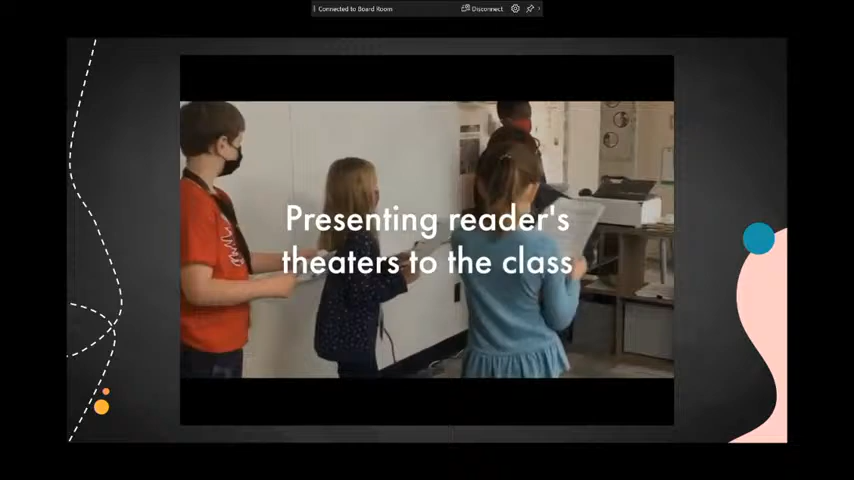 Connected to Board Room
Disconnect
Presenting reader's
theaters to the class